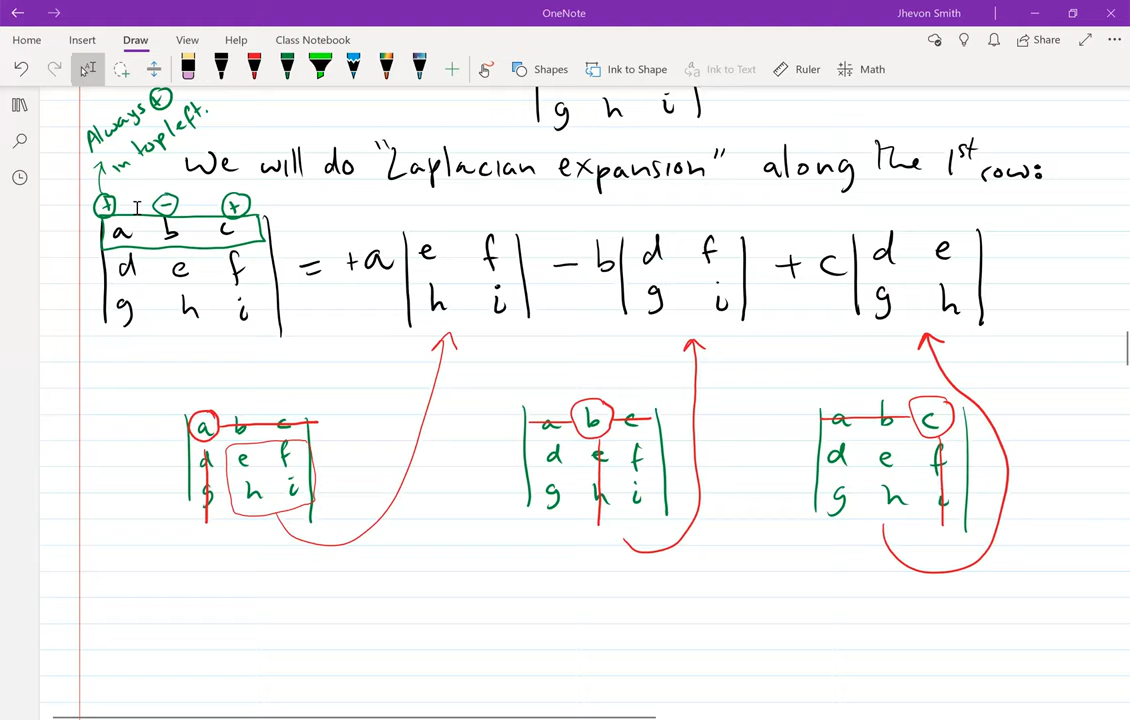 OneNote
Jhevon Smith
Home Insert Draw View Help Class Notebook
Share
Shapes Ink to Shape Ink to Text Ruler Math
|g h i|
Always +
in top left.
We will do "Laplacian expansion" along the 1st row:
+ − +
|a b c|
|d e f|
|g h i|
= +a |e f| − b |d f| + c |d e|
|h i| |g i| |g h|
|a b c| |a b c| |a b c|
|d e f| |d e f| |d e f|
|g h i| |g h i| |g h i|